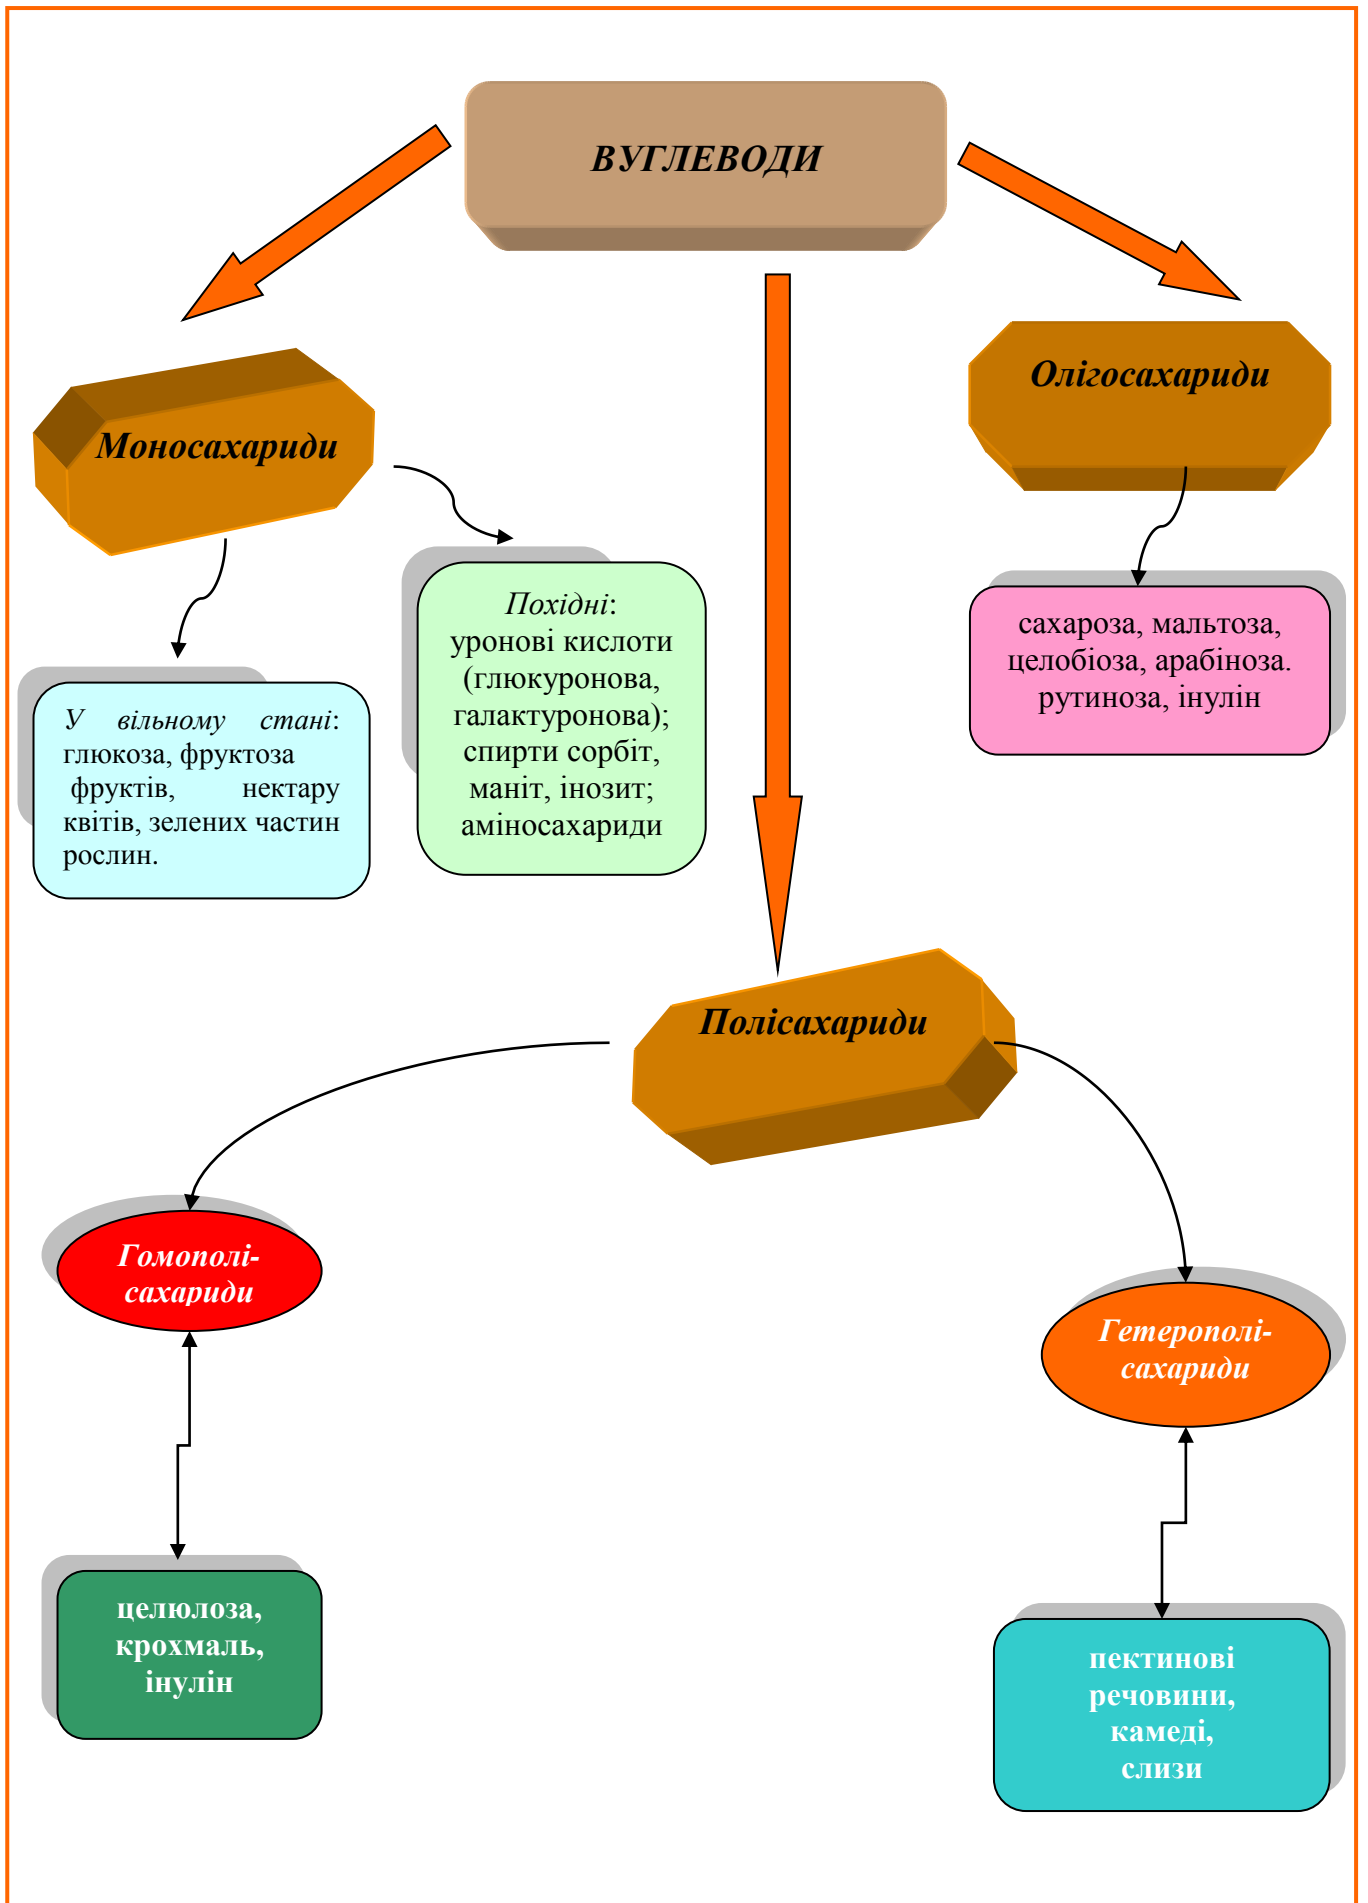 ВУГЛЕВОДИ
Олігосахариди
Моносахариди
Похідні:
уронові кислоти
(глюкуронова,
галактуронова);
спирти сорбіт,
маніт, інозит;
аміносахариди
сахароза, мальтоза,
целобіоза, арабіноза.
рутиноза, інулін
У вільному стані:
глюкоза, фруктоза
фруктів, нектару
квітів, зелених частин
рослин.
Полісахариди
Гомополі-
сахариди
Гетерополі-
сахариди
целюлоза,
крохмаль,
інулін
пектинові
речовини,
камеді,
слизи